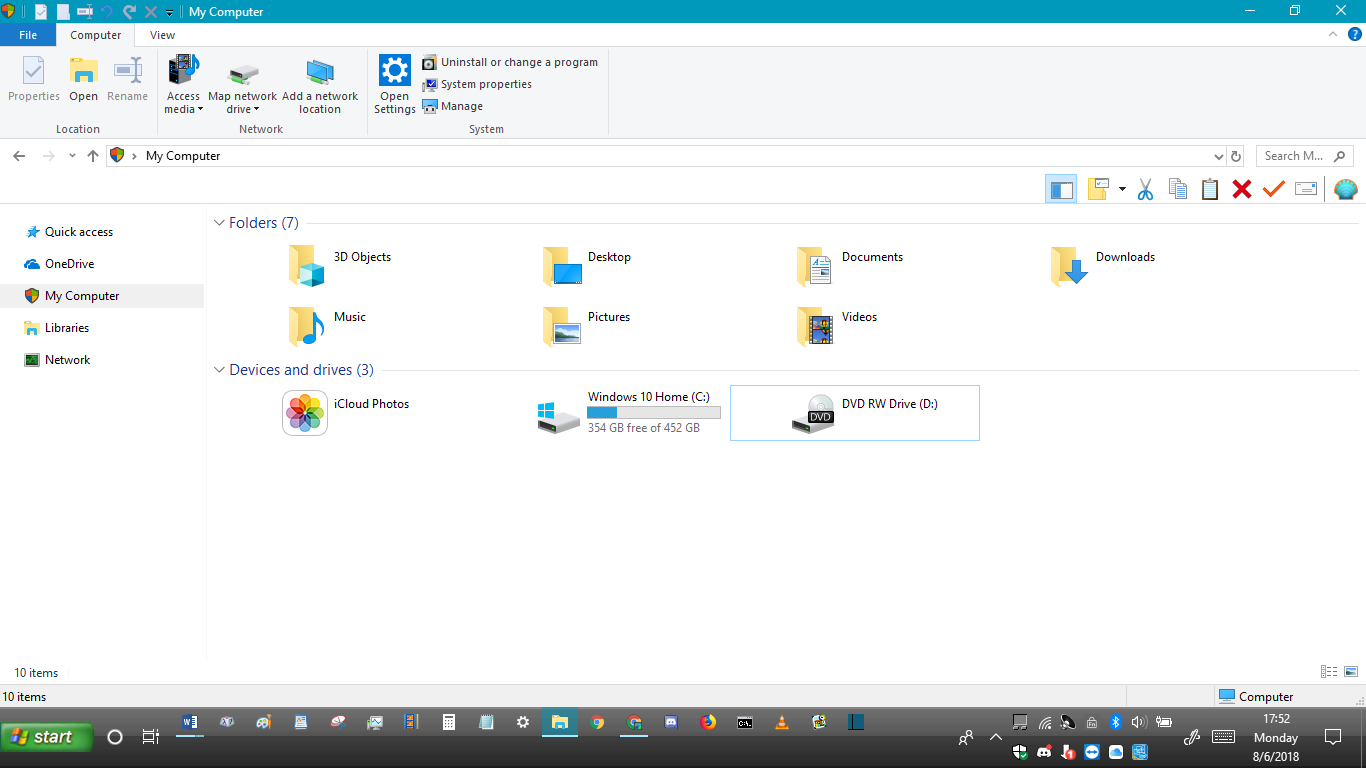 My Computer
File
Computer
View
Properties
Open
Rename
Access
media
Map network
drive
Add a network
location
Open
Settings
Uninstall or change a program
System properties
Manage
Location
Network
System
My Computer
Search M...
Quick access
OneDrive
My Computer
Libraries
Network
Folders (7)
3D Objects
Desktop
Documents
Downloads
Music
Pictures
Videos
Devices and drives (3)
iCloud Photos
Windows 10 Home (C:)
354 GB free of 452 GB
DVD
DVD RW Drive (D:)
10 items
10 items
Computer
start
17:52
Monday
8/6/2018